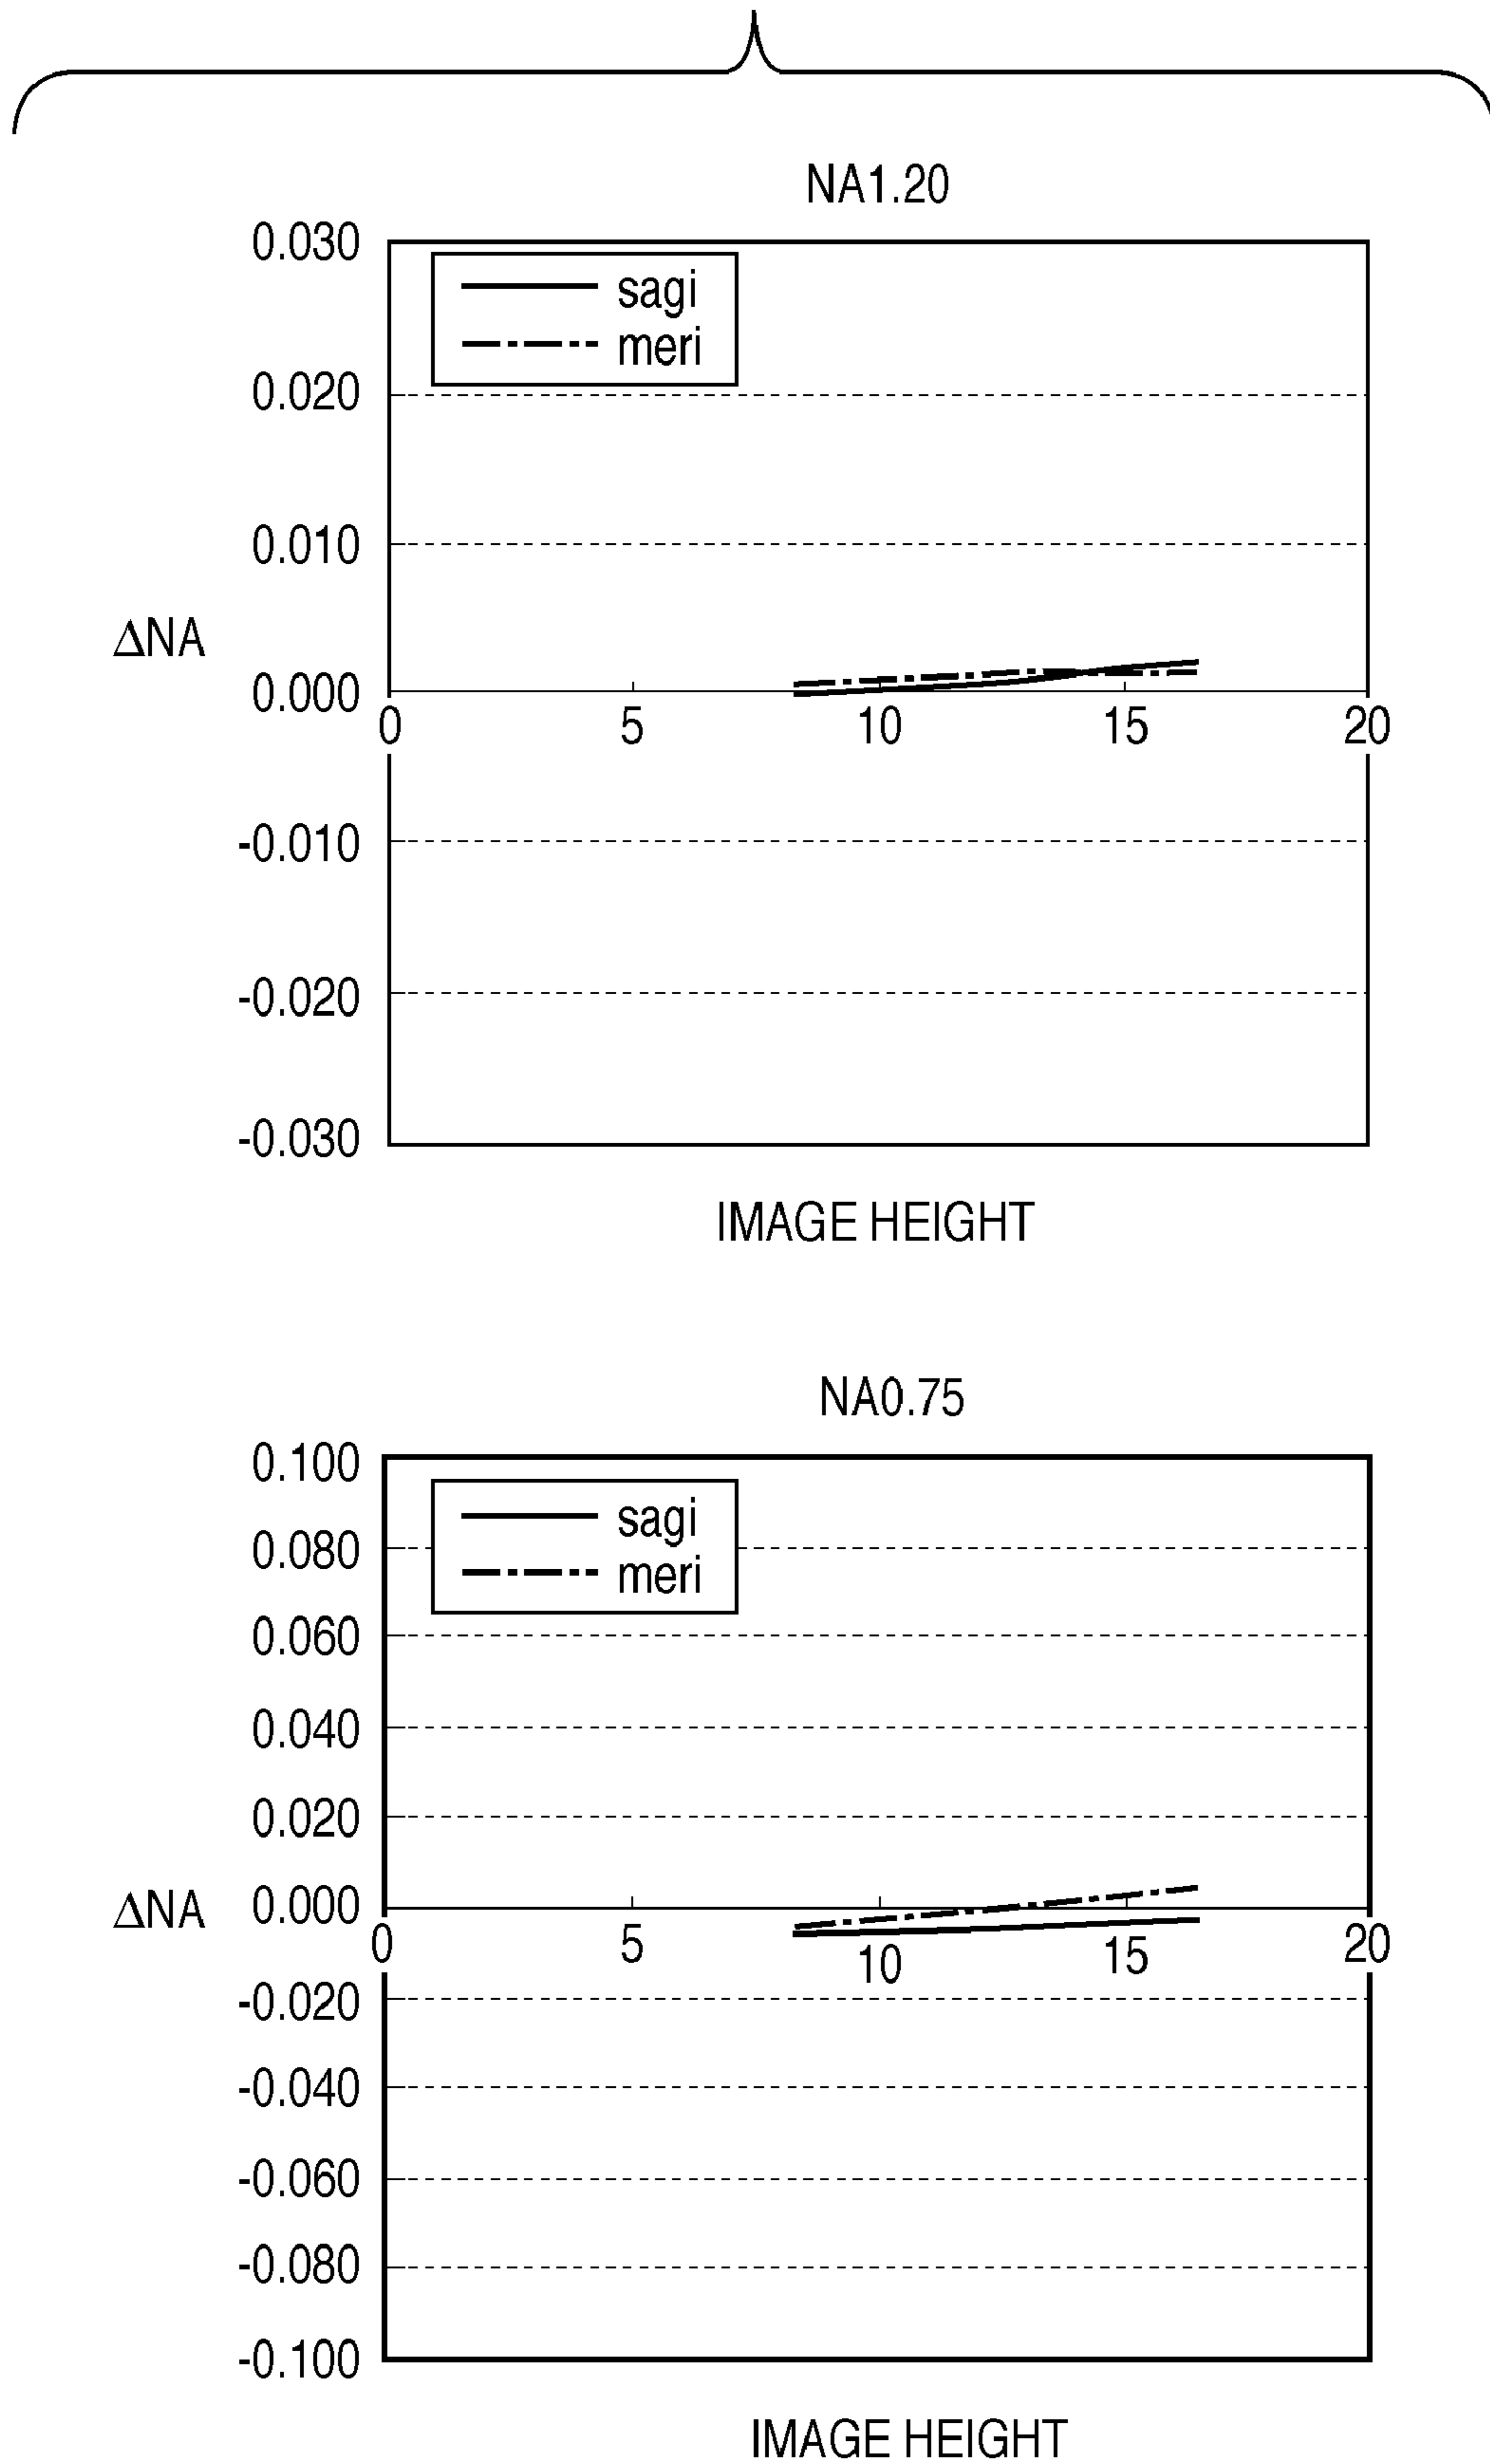 NA1.20
0.030
sagi
meri
0.020
0.010
ΔNA
0.000
0 5 10 15 20
-0.010
-0.020
-0.030
IMAGE HEIGHT
NA0.75
0.100
sagi
0.080
meri
0.060
0.040
0.020
ΔNA 0.000
0 5 10 15 20
-0.020
-0.040
-0.060
-0.080
-0.100
IMAGE HEIGHT